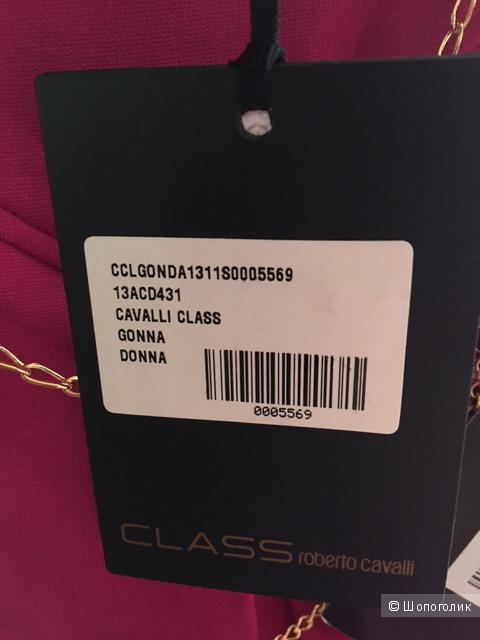 CCLGONDA1311S0005569
13ACD431
CAVALLI CLASS
GONNA
DONNA
0005569
CLASS roberto cavalli
© Шопоголик